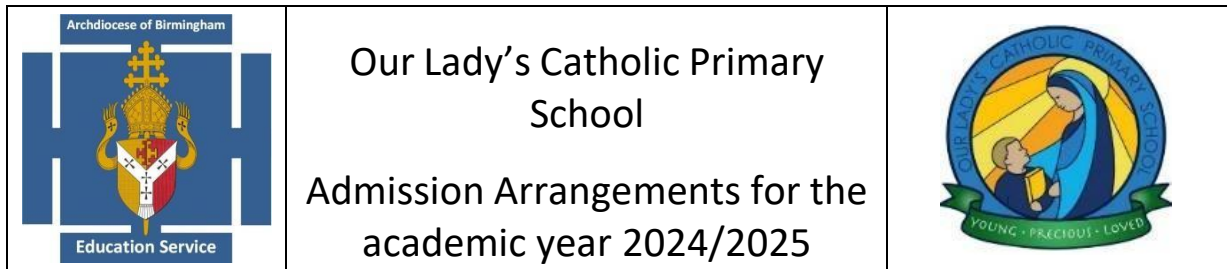 Archdiocese of Birmingham
Education Service
Our Lady’s Catholic Primary
School
Admission Arrangements for the
academic year 2024/2025
OUR LADY'S CATHOLIC PRIMARY SCHOOL
YOUNG · PRECIOUS · LOVED